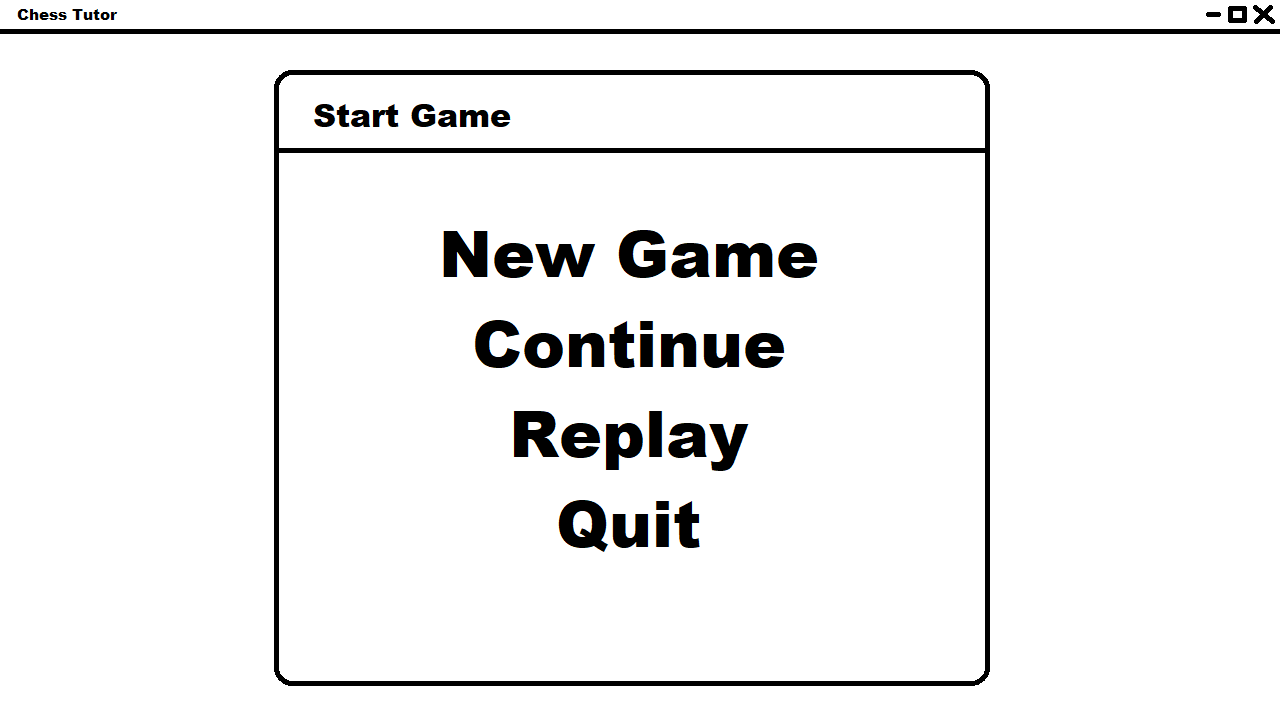 Chess Tutor
Start Game
New Game
Continue
Replay
Quit